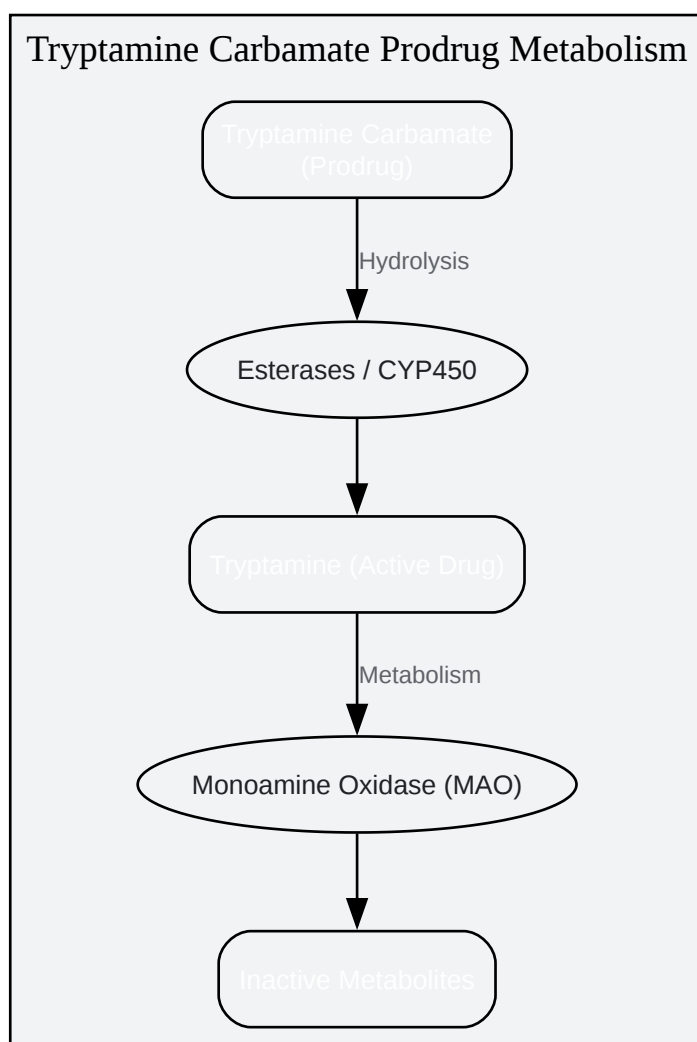 Tryptamine Carbamate Prodrug Metabolism
Tryptamine Carbamate
(Prodrug)
Hydrolysis
Esterases / CYP450
Tryptamine (Active Drug)
Metabolism
Monoamine Oxidase (MAO)
Inactive Metabolites